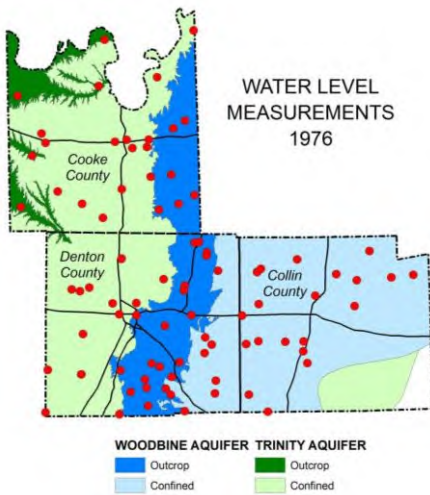 WATER LEVEL
MEASUREMENTS
1976
Cooke
County
Denton
County
Collin
County
WOODBINE AQUIFER TRINITY AQUIFER
Outcrop Outcrop
Confined Confined